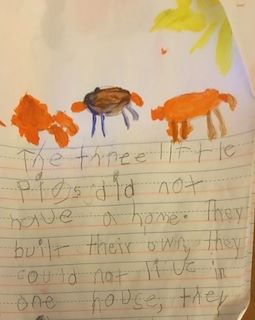 The three little
Pigs did not
have a home. They
built their own, they
could not live in
one house, they